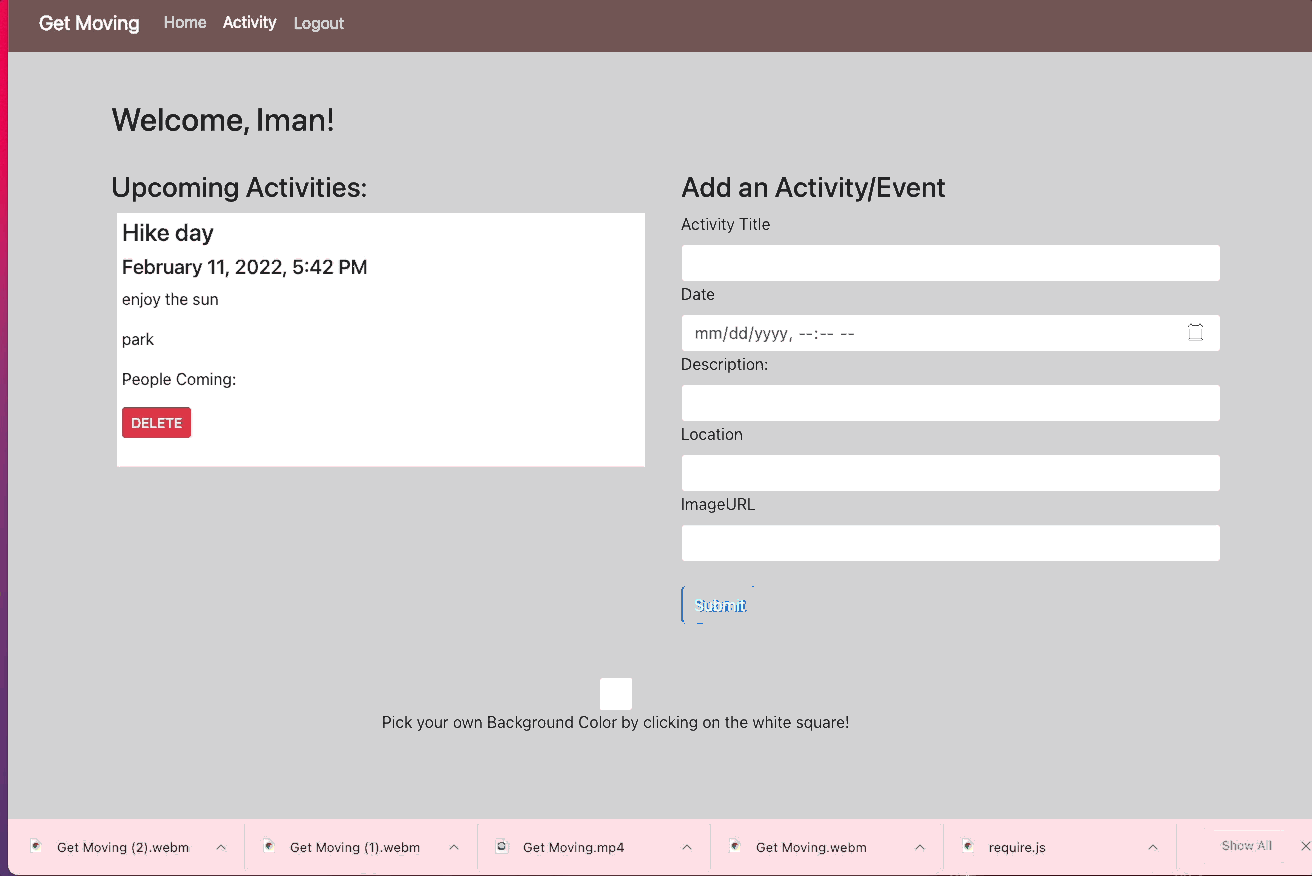 Get Moving Home Activity Logout
Welcome, Iman!
Upcoming Activities:
Hike day
February 11, 2022, 5:42 PM
enjoy the sun
park
People Coming:
DELETE
Add an Activity/Event
Activity Title
Date
mm/dd/yyyy, --:-- --
Description:
Location
ImageURL
Submit
Pick your own Background Color by clicking on the white square!
Get Moving (2).webm Get Moving (1).webm Get Moving.mp4 Get Moving.webm require.js Show All